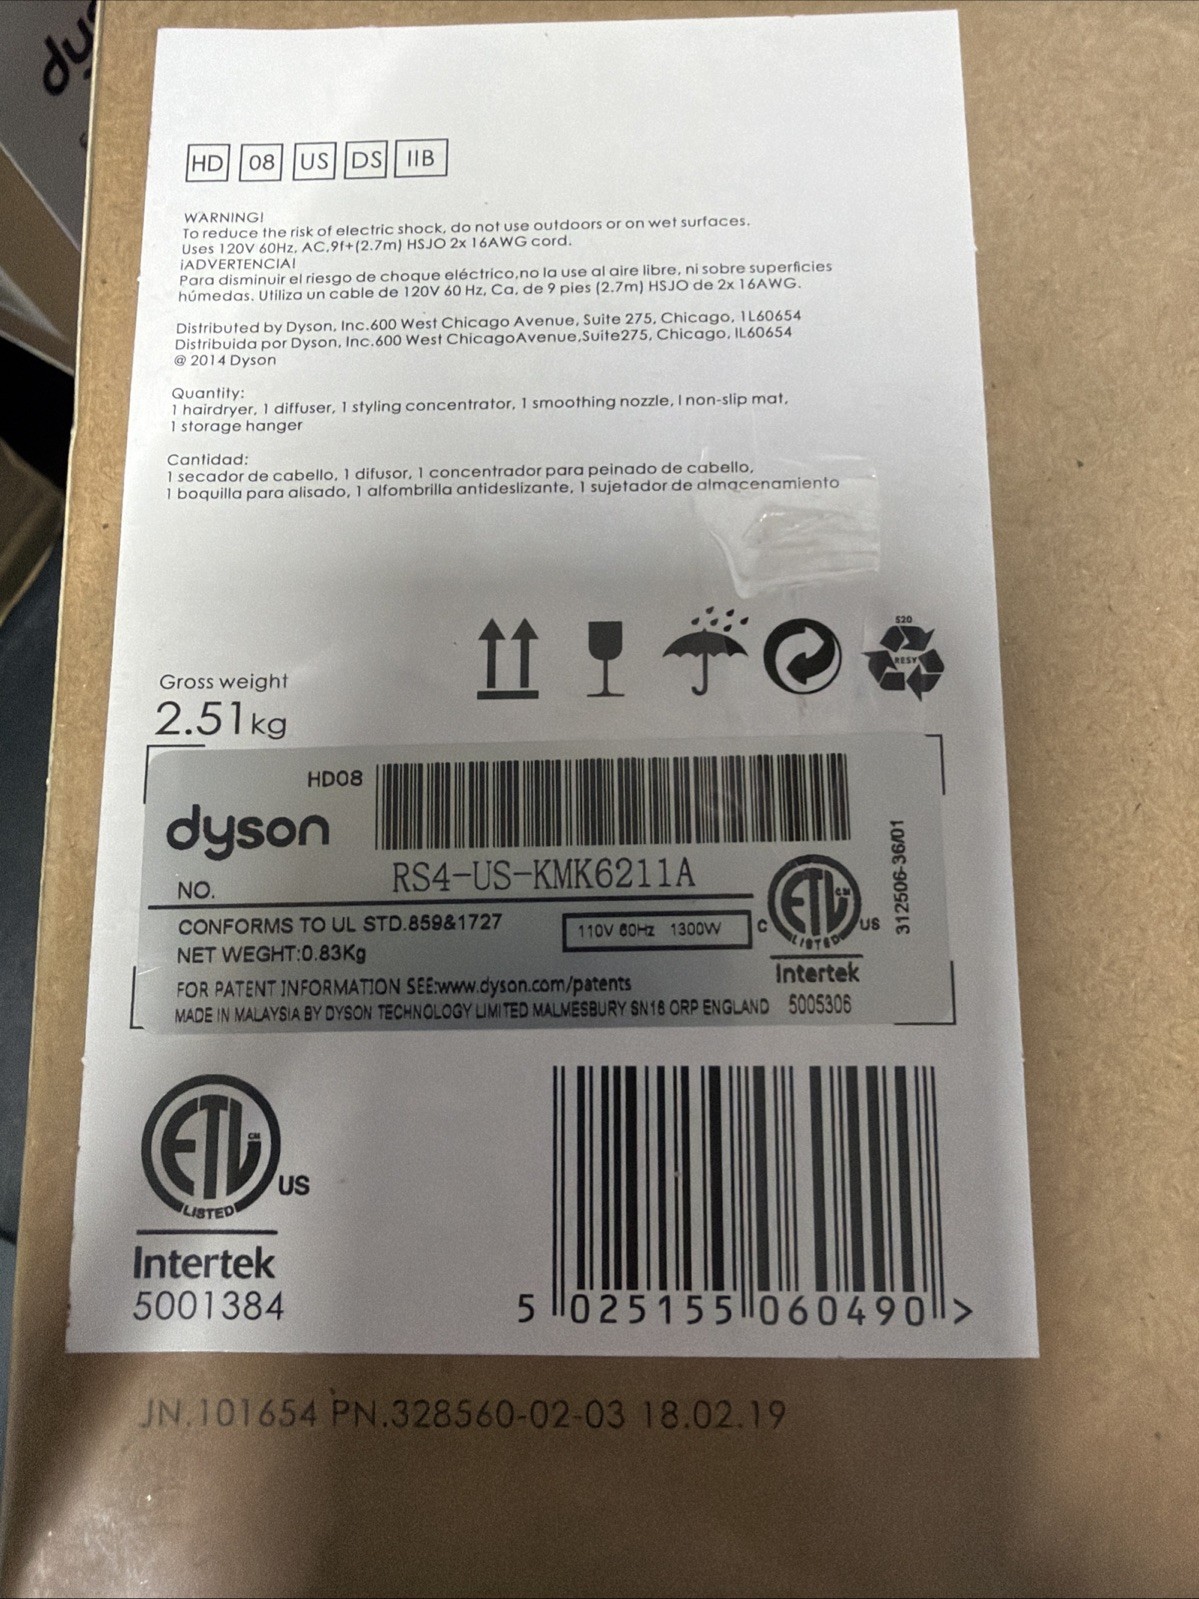 dys
HD 08 US DS IIB
WARNING!
To reduce the risk of electric shock, do not use outdoors or on wet surfaces.
Uses 120V 60Hz, AC,9f+(2.7m) HSJO 2x 16AWG cord.
¡ADVERTENCIA!
Para disminuir el riesgo de choque eléctrico,no la use al aire libre, ni sobre superficies
húmedas. Utiliza un cable de 120V 60 Hz, Ca. de 9 pies (2.7m) HSJO de 2x 16AWG.
Distributed by Dyson, Inc.600 West Chicago Avenue, Suite 275, Chicago, 1L60654
Distribuida por Dyson, Inc.600 West ChicagoAvenue,Suite275, Chicago, IL60654
@ 2014 Dyson
Quantity:
1 hairdryer, 1 diffuser, 1 styling concentrator, 1 smoothing nozzle, I non-slip mat,
1 storage hanger
Cantidad:
1 secador de cabello, 1 difusor, 1 concentrador para peinado de cabello,
1 boquilla para alisado, 1 alfombrilla antideslizante, 1 sujetador de almacenamiento
S20
RESY
Gross weight
2.51kg
HD08
dyson
NO. RS4-US-KMK6211A
CONFORMS TO UL STD.859&1727
110V 60Hz 1300W
NET WEGHT:0.83Kg
C ETL CM US
LISTED
Intertek
5005306
312506-36/01
FOR PATENT INFORMATION SEE:www.dyson.com/patents
MADE IN MALAYSIA BY DYSON TECHNOLOGY LIMITED MALMESBURY SN16 ORP ENGLAND
ETL CM US
LISTED
Intertek
5001384
5 025155 060490 >
JN.101654 PN.328560-02-03 18.02.19